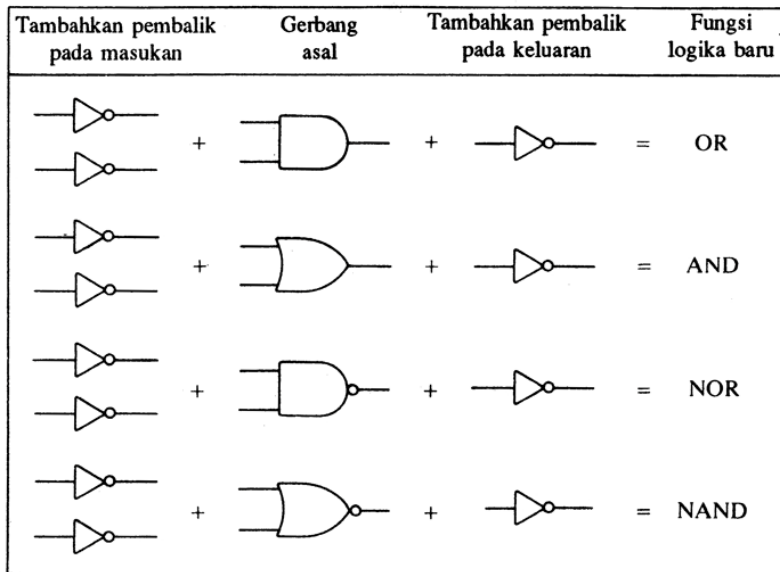 Tambahkan pembalik
pada masukan
Gerbang
asal
Tambahkan pembalik
pada keluaran
Fungsi
logika baru
+ + = OR
+ + = AND
+ + = NOR
+ + = NAND